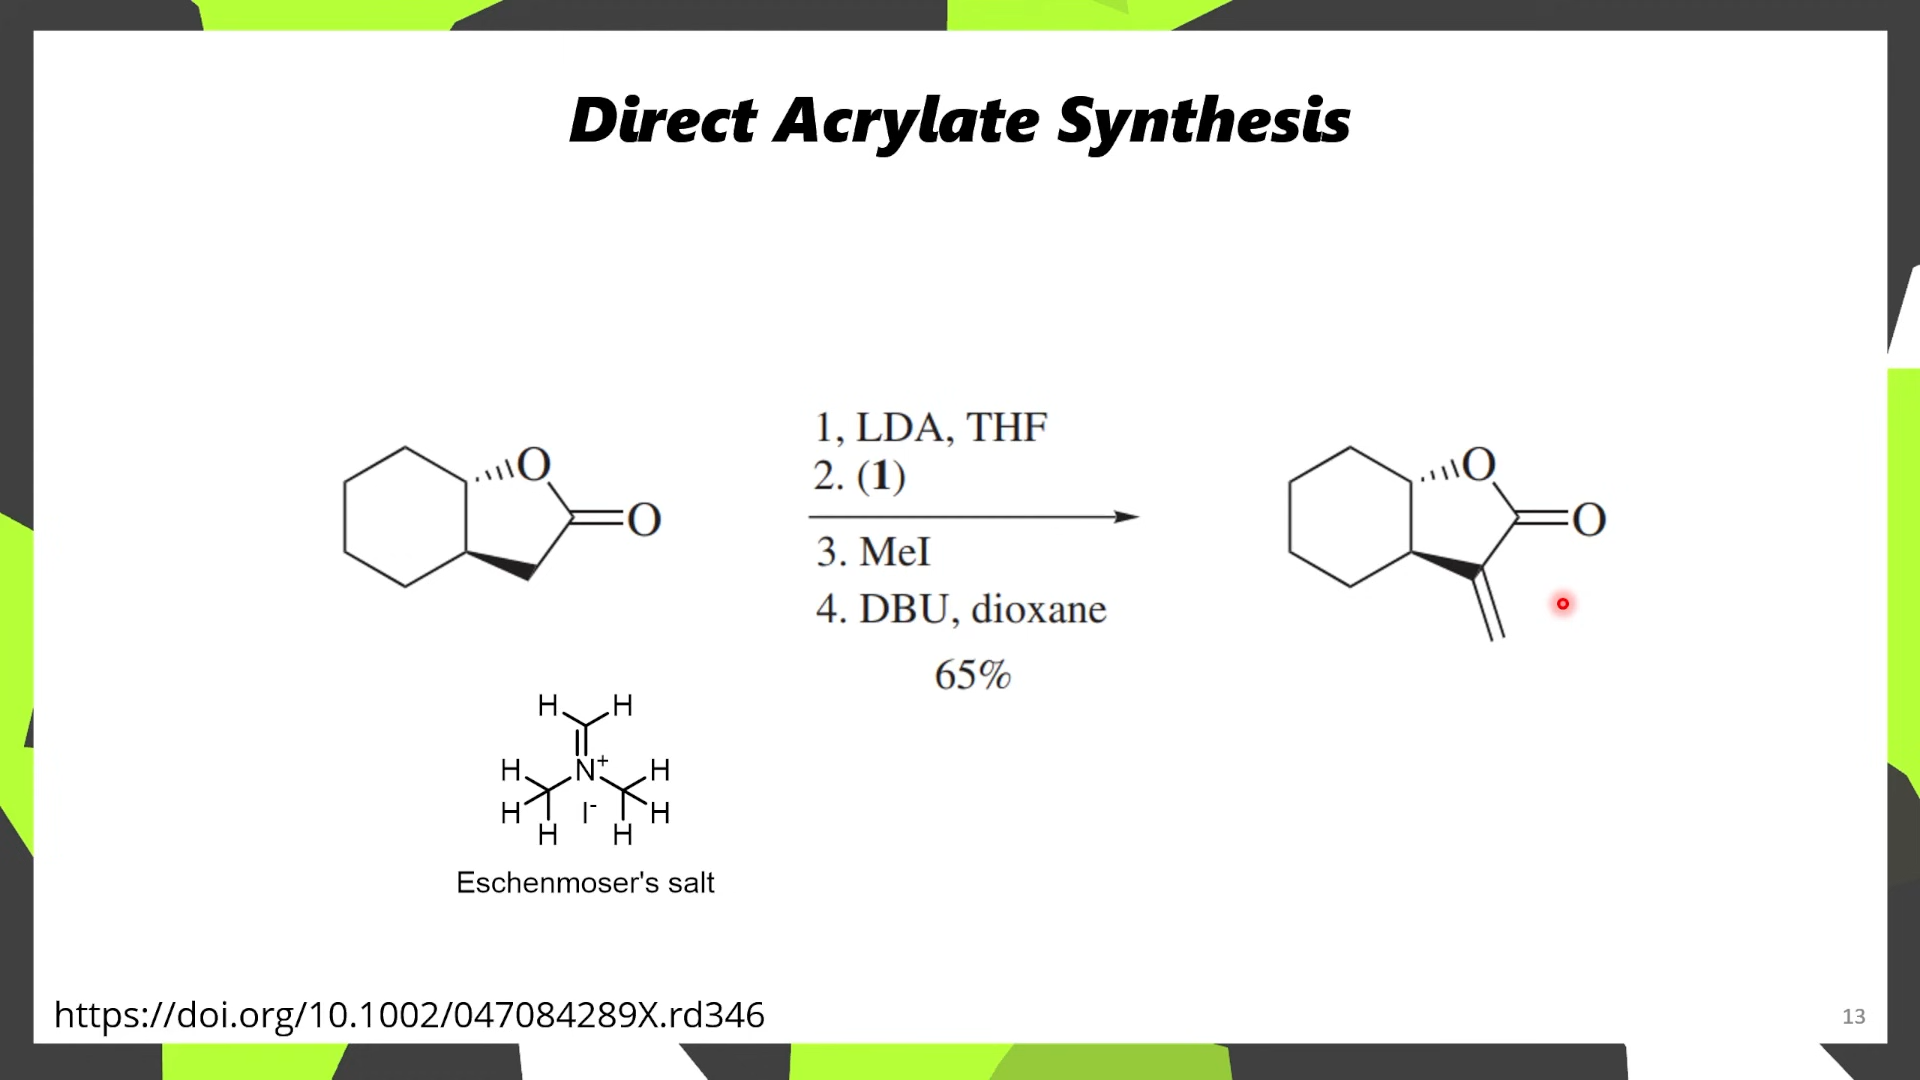 Direct Acrylate Synthesis
O
O
1, LDA, THF
2. (1)
3. MeI
4. DBU, dioxane
65%
O
O
H H
H N+ H
H I- H
H H
Eschenmoser's salt
https://doi.org/10.1002/047084289X.rd346
13